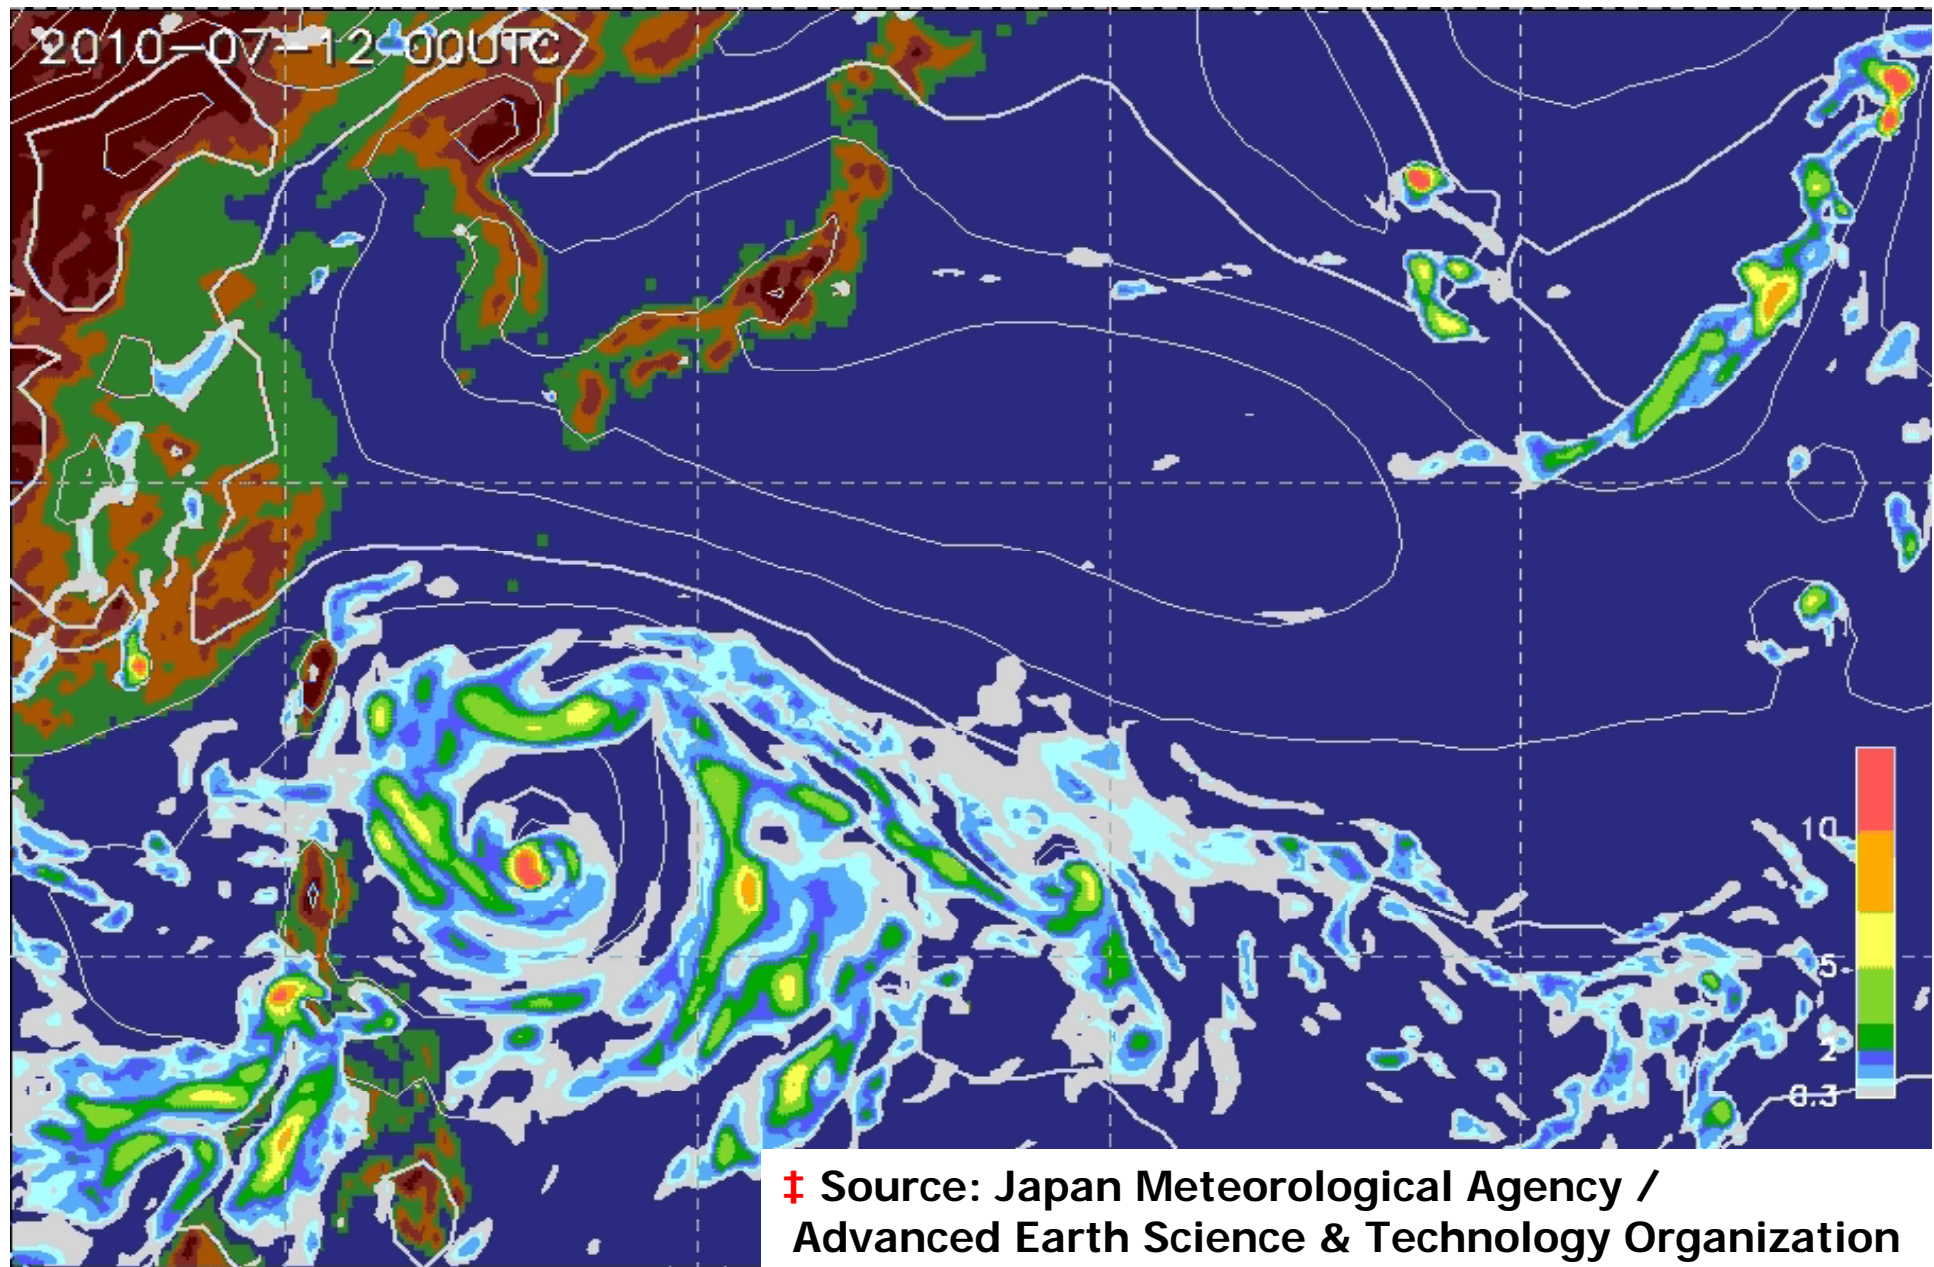 2010-07-12-00UTC
10
5
2
0.3
‡ Source: Japan Meteorological Agency /
Advanced Earth Science & Technology Organization